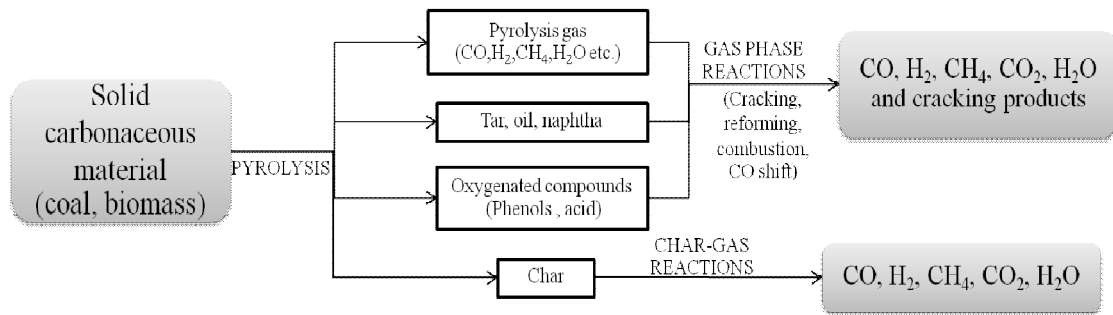 Solid
carbonaceous
material
(coal, biomass)
PYROLYSIS
Pyrolysis gas
(CO,H₂,CH₄,H₂O etc.)
Tar, oil, naphtha
Oxygenated compounds
(Phenols , acid)
Char
GAS PHASE
REACTIONS
(Cracking,
reforming,
combustion,
CO shift)
CHAR-GAS
REACTIONS
CO, H₂, CH₄, CO₂, H₂O
and cracking products
CO, H₂, CH₄, CO₂, H₂O